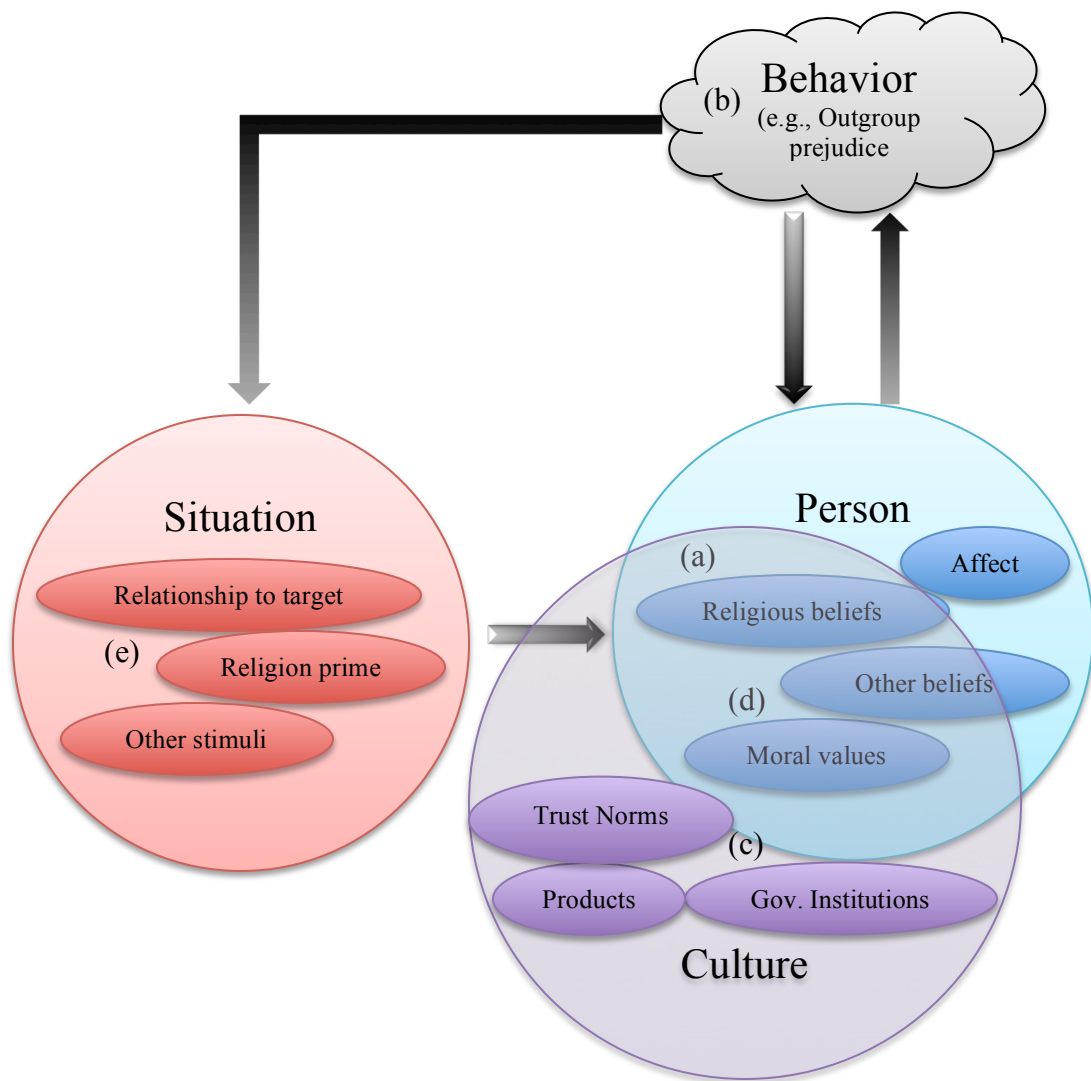 Behavior
(b)
(e.g., Outgroup
prejudice
Situation
Relationship to target
(e)
Religion prime
Other stimuli
Person
(a)
Affect
Religious beliefs
Other beliefs
(d)
Moral values
Trust Norms
(c)
Products
Gov. Institutions
Culture